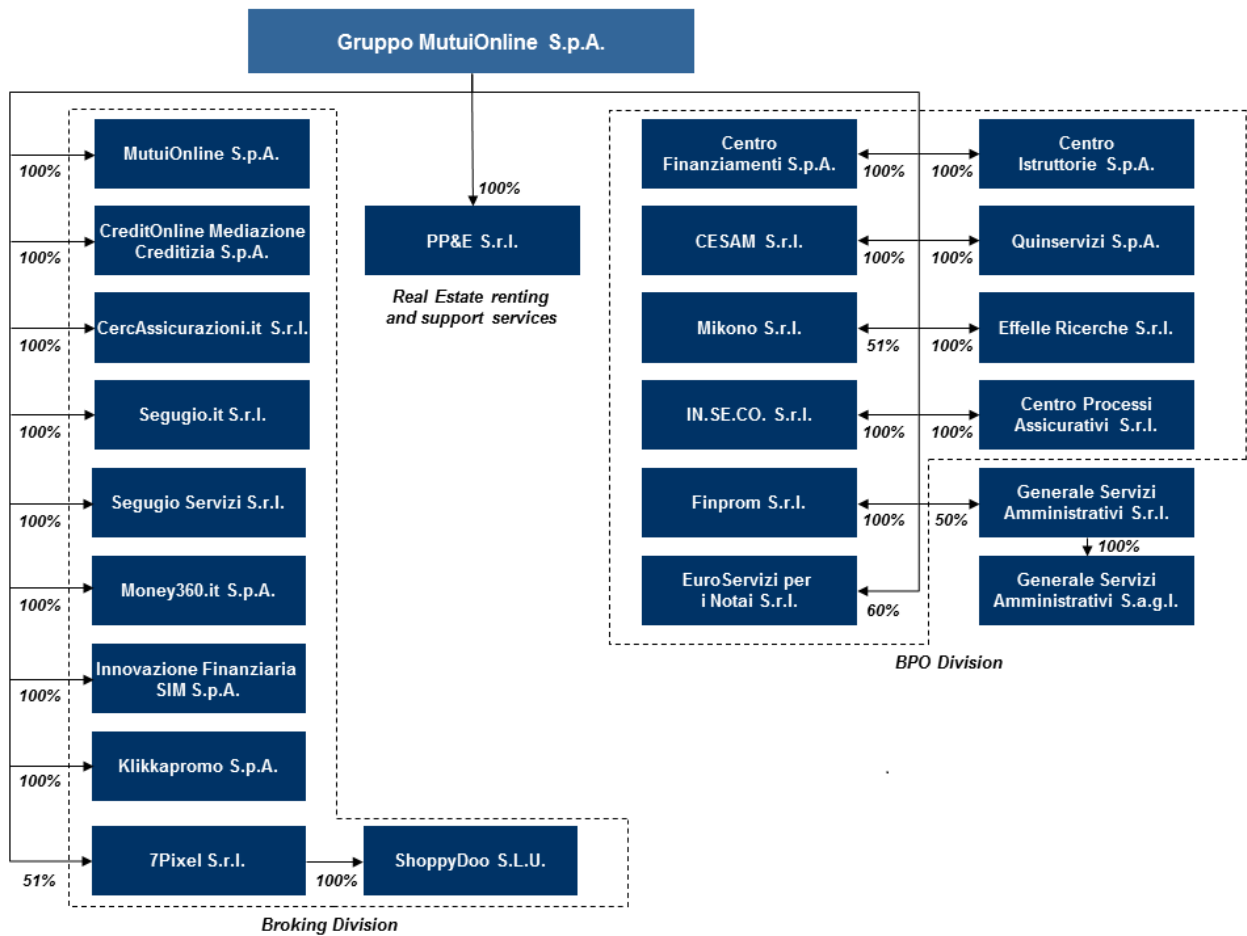 Gruppo MutuiOnline S.p.A.
MutuiOnline S.p.A.
100%
CreditOnline Mediazione
Creditizia S.p.A.
100%
CercAssicurazioni.it S.r.l.
100%
Segugio.it S.r.l.
100%
Segugio Servizi S.r.l.
100%
Money360.it S.p.A.
100%
Innovazione Finanziaria
SIM S.p.A.
100%
Klikkapromo S.p.A.
100%
7Pixel S.r.l.
51%
100%
ShoppyDoo S.L.U.
Broking Division
100%
PP&E S.r.l.
Real Estate renting
and support services
Centro
Finanziamenti S.p.A.
100%
100%
Centro
Istruttorie S.p.A.
CESAM S.r.l.
100%
100%
Quinservizi S.p.A.
Mikono S.r.l.
51%
100%
Effelle Ricerche S.r.l.
IN.SE.CO. S.r.l.
100%
100%
Centro Processi
Assicurativi S.r.l.
Finprom S.r.l.
100%
50%
Generale Servizi
Amministrativi S.r.l.
100%
EuroServizi per
i Notai S.r.l.
60%
Generale Servizi
Amministrativi S.a.g.l.
BPO Division